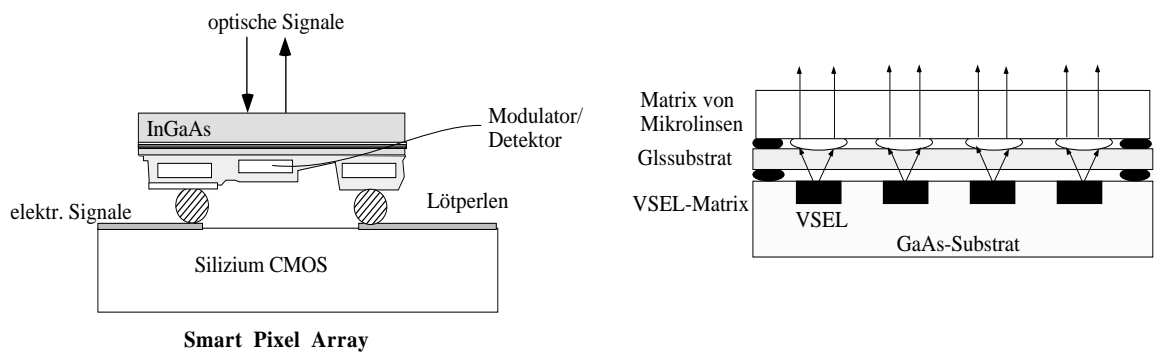 optische Signale
InGaAs
Modulator/
Detektor
elektr. Signale
Lötperlen
Silizium CMOS
Smart Pixel Array
Matrix von
Mikrolinsen
Glssubstrat
VSEL-Matrix
VSEL
GaAs-Substrat